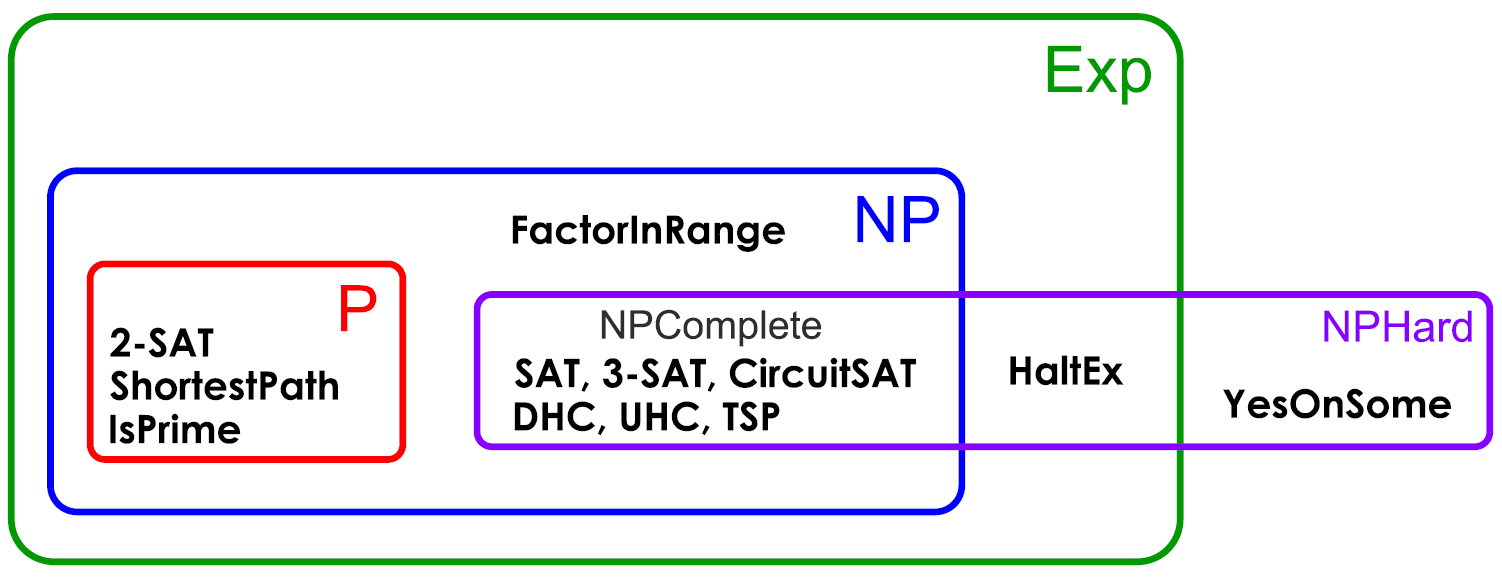 Exp
NP
FactorInRange
P
2-SAT
ShortestPath
IsPrime
NPComplete
SAT, 3-SAT, CircuitSAT
DHC, UHC, TSP
HaltEx
NPHard
YesOnSome